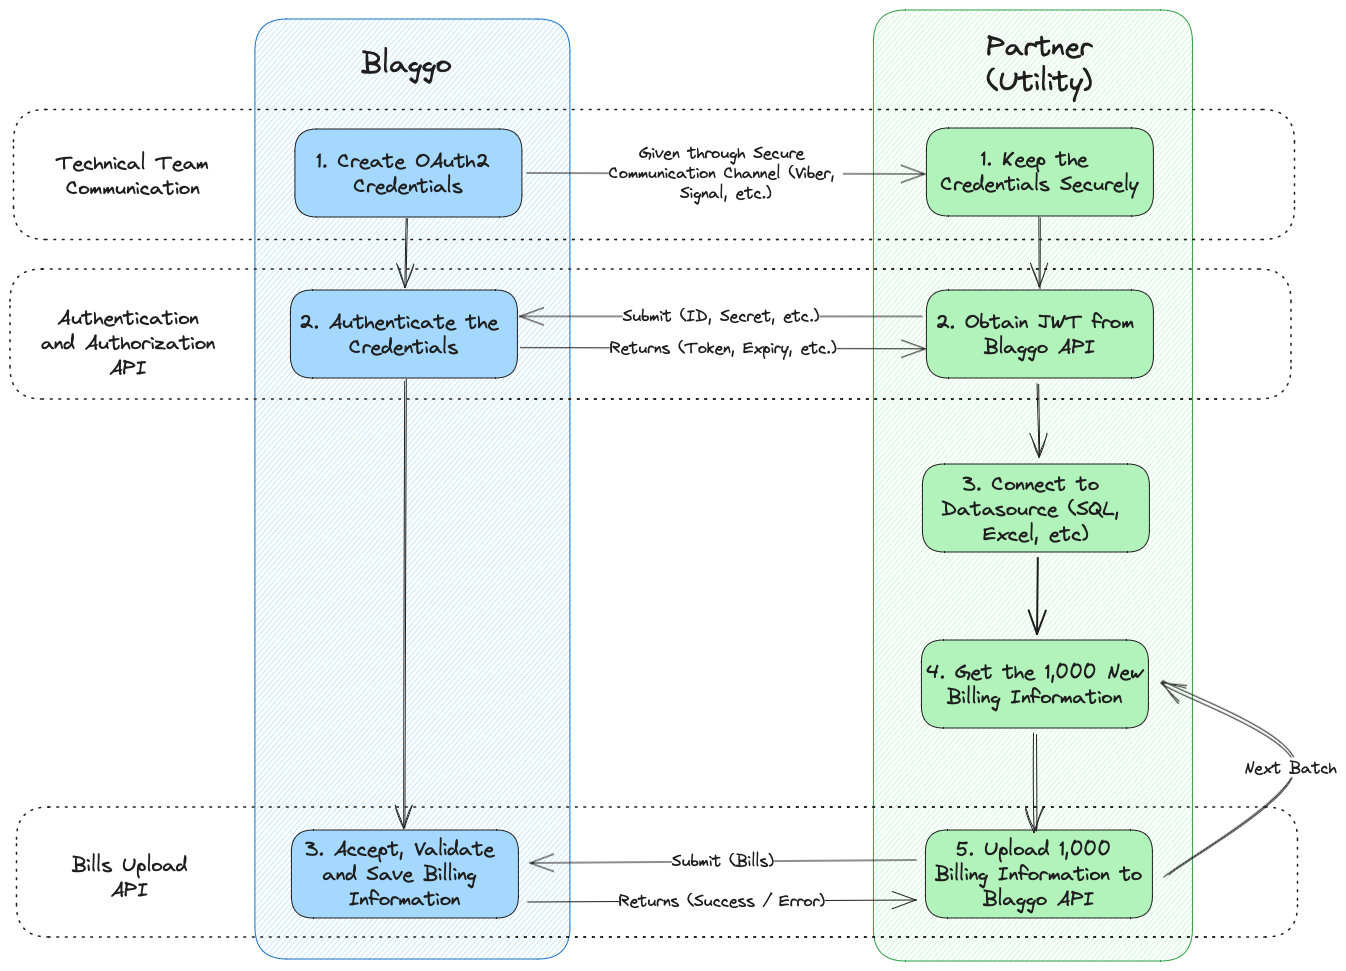 Blaggo
Partner
(Utility)
Technical Team
Communication
1. Create OAuth2
Credentials
Given through Secure
Communication Channel (Viber,
Signal, etc.)
1. Keep the
Credentials Securely
Authentication
and Authorization
API
2. Authenticate the
Credentials
Submit (ID, Secret, etc.)
Returns (Token, Expiry, etc.)
2. Obtain JWT from
Blaggo API
3. Connect to
Datasource (SQL,
Excel, etc)
4. Get the 1,000 New
Billing Information
Next Batch
Bills Upload
API
3. Accept, Validate
and Save Billing
Information
Submit (Bills)
Returns (Success / Error)
5. Upload 1,000
Billing Information to
Blaggo API